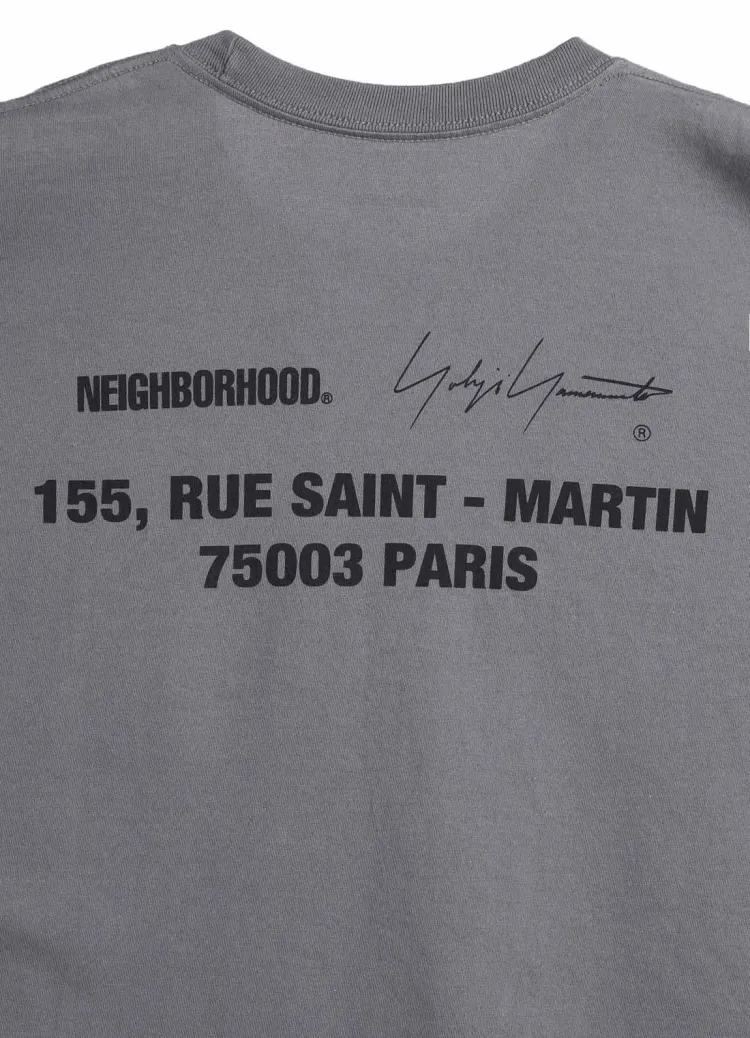 NEIGHBORHOOD® Yohji Yamamoto®
155, RUE SAINT - MARTIN
75003 PARIS